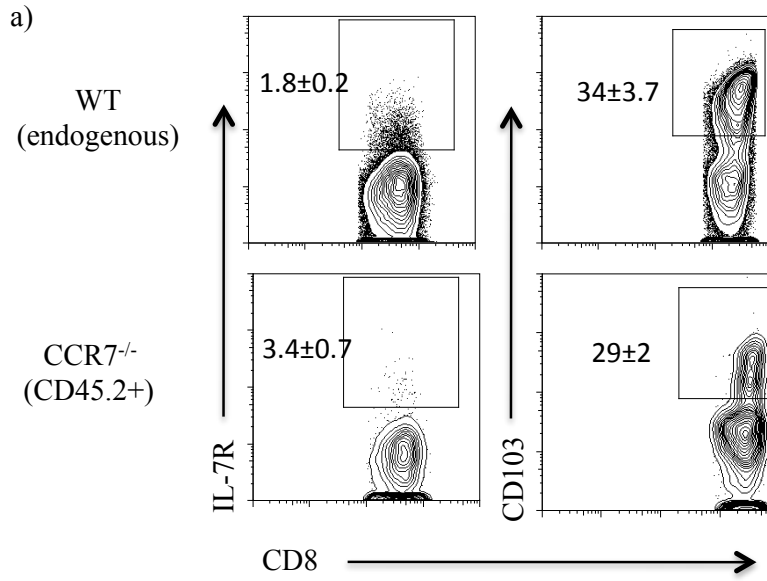 a)
WT
(endogenous)
1.8±0.2
34±3.7
CCR7-/-
(CD45.2+)
3.4±0.7
29±2
IL-7R
CD103
CD8